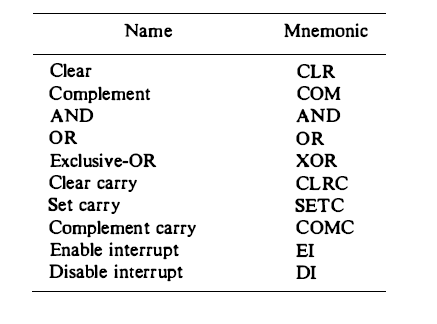 Name Mnemonic
Clear CLR
Complement COM
AND AND
OR OR
Exclusive-OR XOR
Clear carry CLRC
Set carry SETC
Complement carry COMC
Enable interrupt EI
Disable interrupt DI